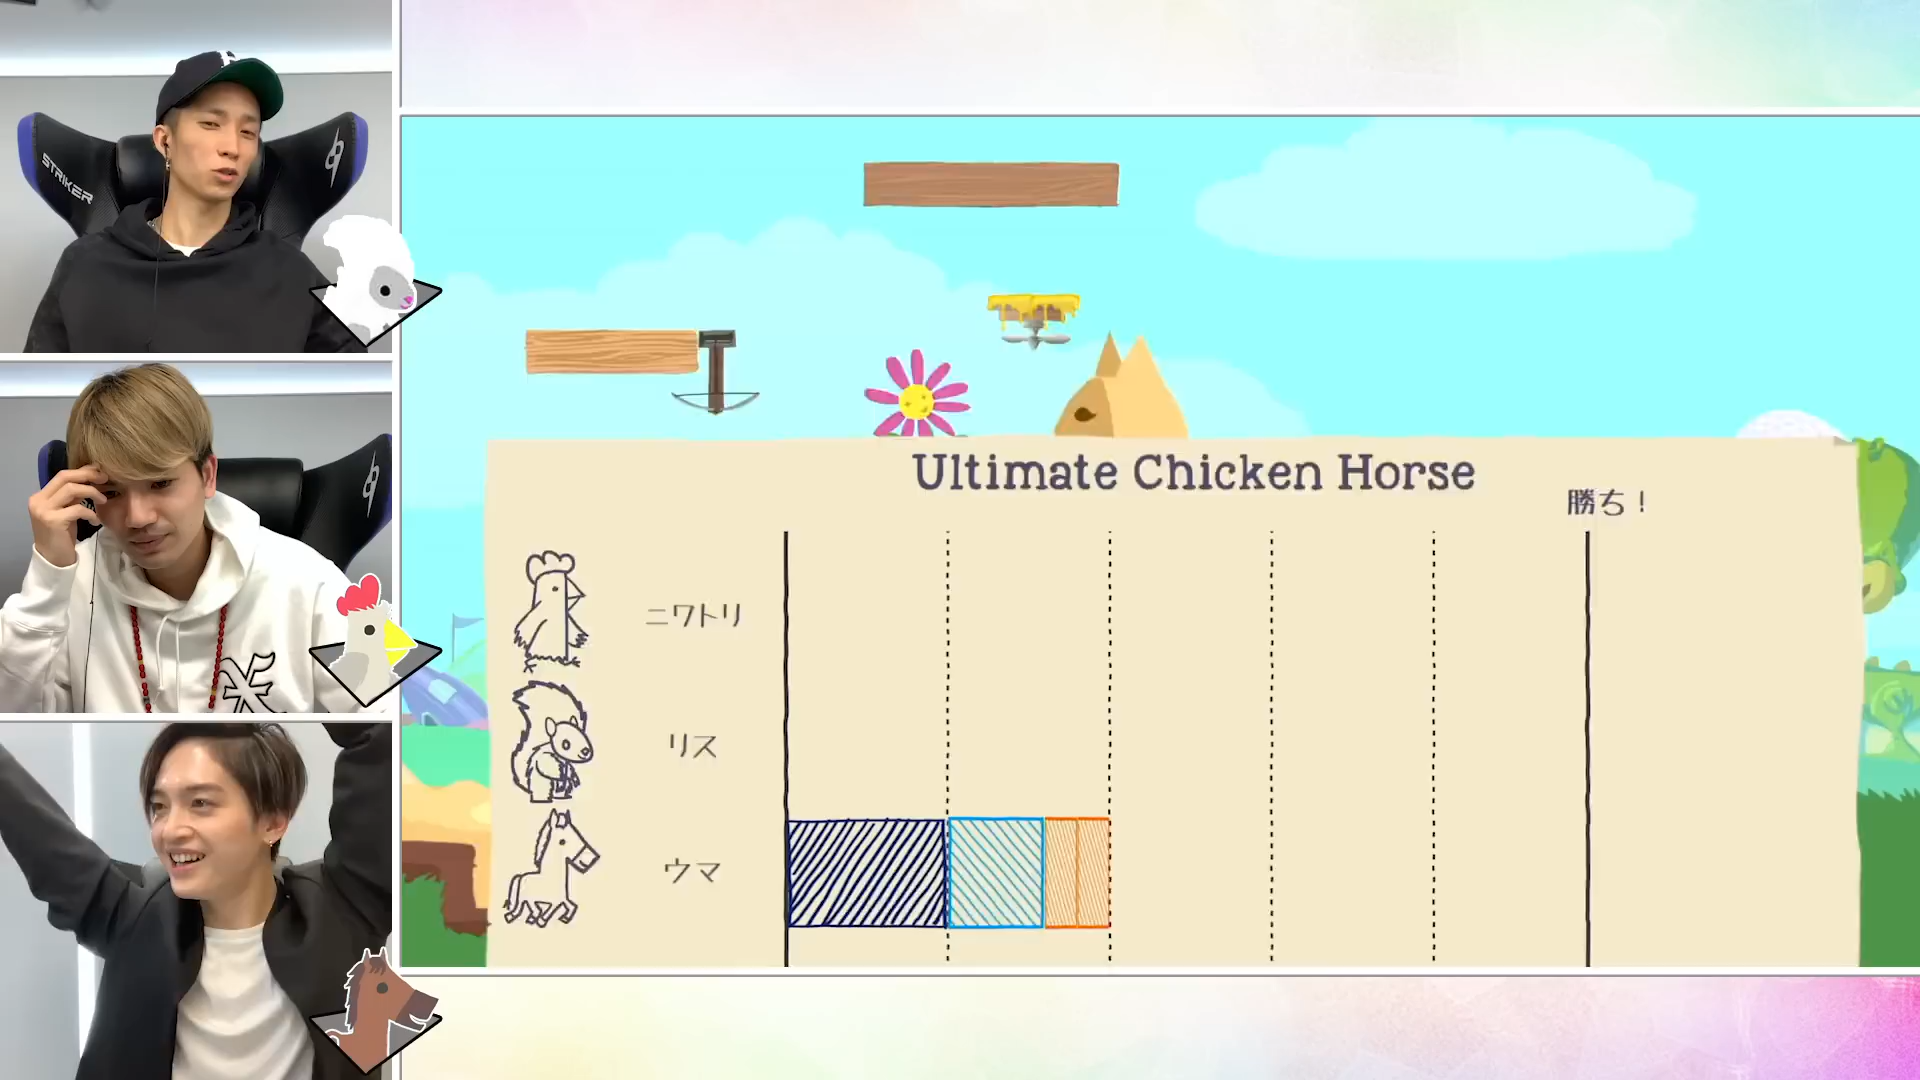 STRIKER
Ultimate Chicken Horse
勝ち!
ニワトリ
リス
ウマ